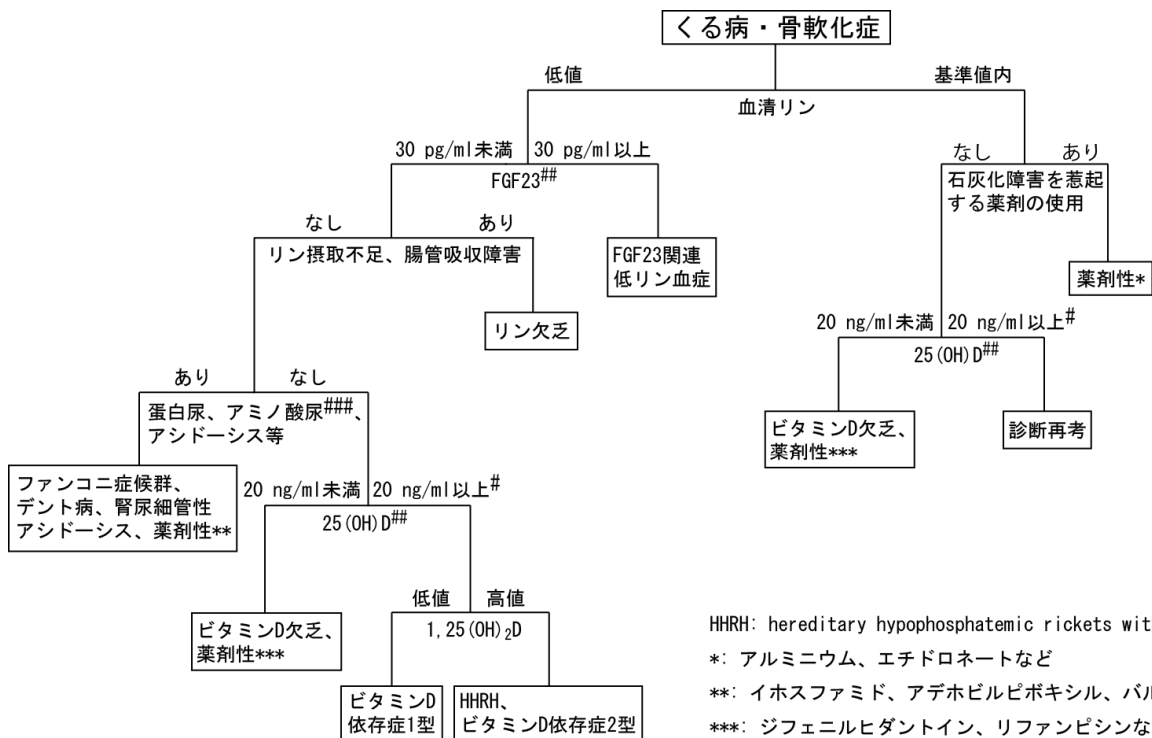 くる病・骨軟化症
低値
基準値内
血清リン
30 pg/ml未満
30 pg/ml以上
FGF23##
なし
あり
石灰化障害を惹起
する薬剤の使用
なし
あり
リン摂取不足、腸管吸収障害
FGF23関連
低リン血症
薬剤性*
リン欠乏
20 ng/ml未満
20 ng/ml以上#
25(OH)D##
あり
なし
蛋白尿、アミノ酸尿###、
アシドーシス等
ビタミンD欠乏、
薬剤性***
診断再考
ファンコニ症候群、
デント病、腎尿細管性
アシドーシス、薬剤性**
20 ng/ml未満
20 ng/ml以上#
25(OH)D##
低値
高値
1,25(OH)₂D
ビタミンD欠乏、
薬剤性***
ビタミンD
依存症1型
HHRH、
ビタミンD依存症2型
HHRH: hereditary hypophosphatemic rickets wit
*: アルミニウム、エチドロネートなど
**: イホスファミド、アデホビルピボキシル、バル
***: ジフェニルヒダントイン、リファンピシンな